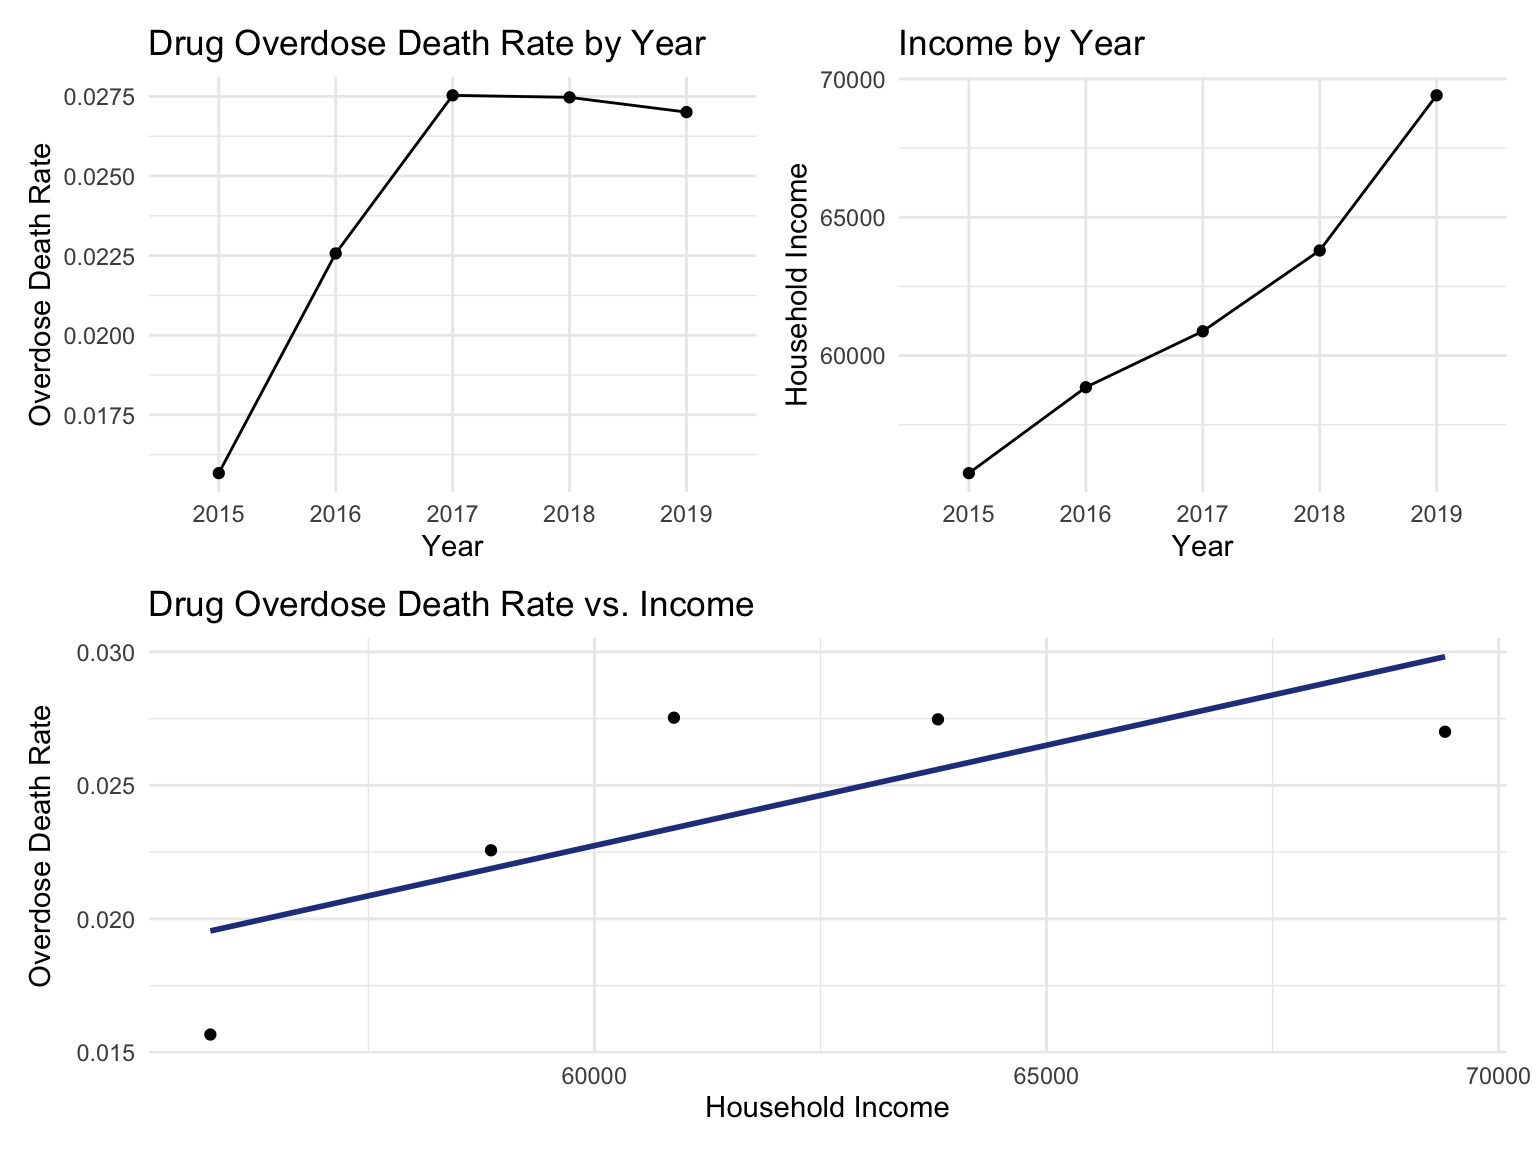 Drug Overdose Death Rate by Year
Overdose Death Rate
0.0275
0.0250
0.0225
0.0200
0.0175
2015 2016 2017 2018 2019
Year
Income by Year
Household Income
70000
65000
60000
2015 2016 2017 2018 2019
Year
Drug Overdose Death Rate vs. Income
Overdose Death Rate
0.030
0.025
0.020
0.015
60000 65000 70000
Household Income